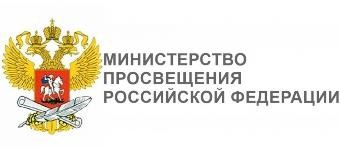 МИНИСТЕРСТВО
ПРОСВЕЩЕНИЯ
РОССИЙСКОЙ ФЕДЕРАЦИИ